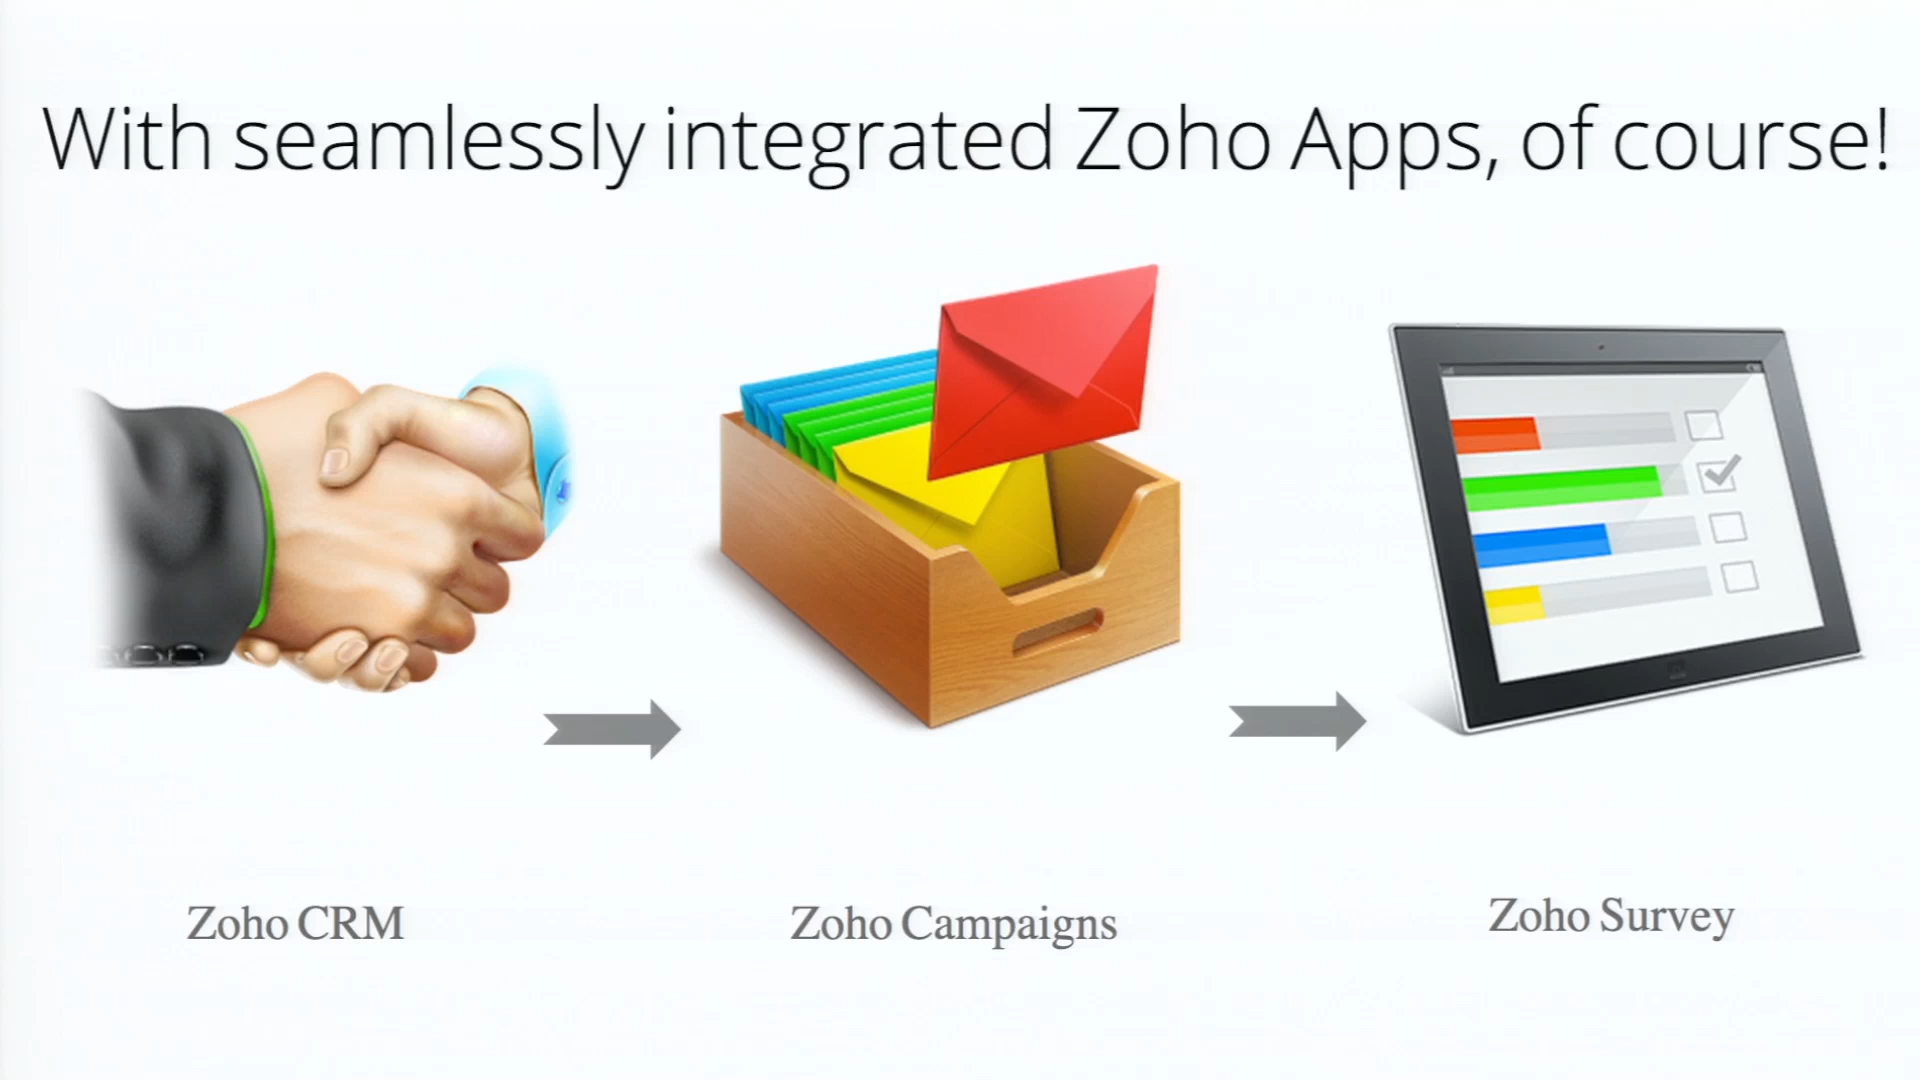 With seamlessly integrated Zoho Apps, of course!
Zoho CRM
Zoho Campaigns
Zoho Survey